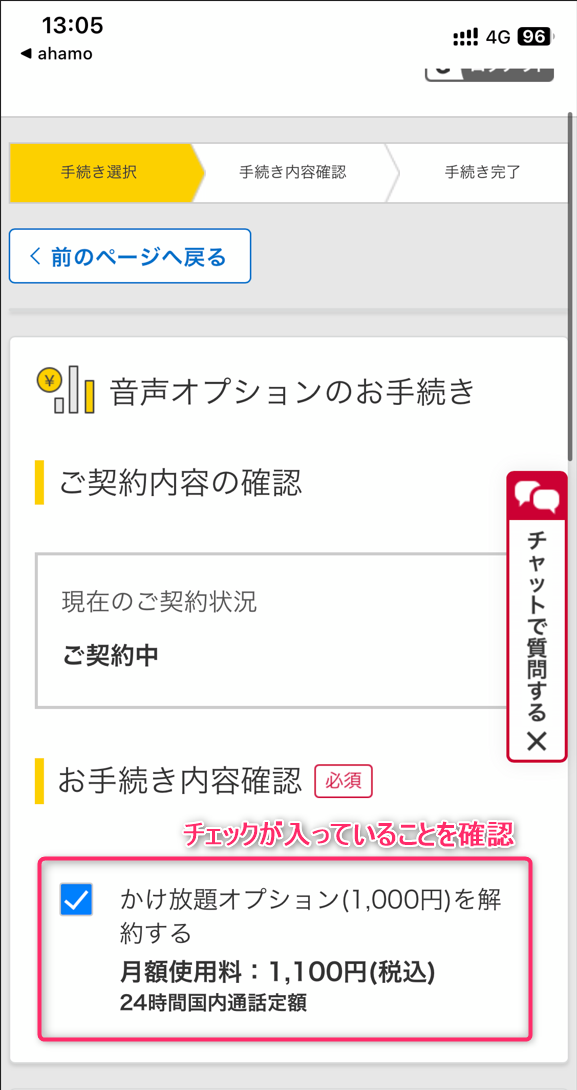 13:05
4G 96
◀ ahamo
手続き選択
手続き内容確認
手続き完了
前のページへ戻る
¥
音声オプションのお手続き
ご契約内容の確認
チャットで質問する
現在のご契約状況
ご契約中
お手続き内容確認 必須
チェックが入っていることを確認
かけ放題オプション(1,000円)を解
約する
月額使用料：1,100円(税込)
24時間国内通話定額